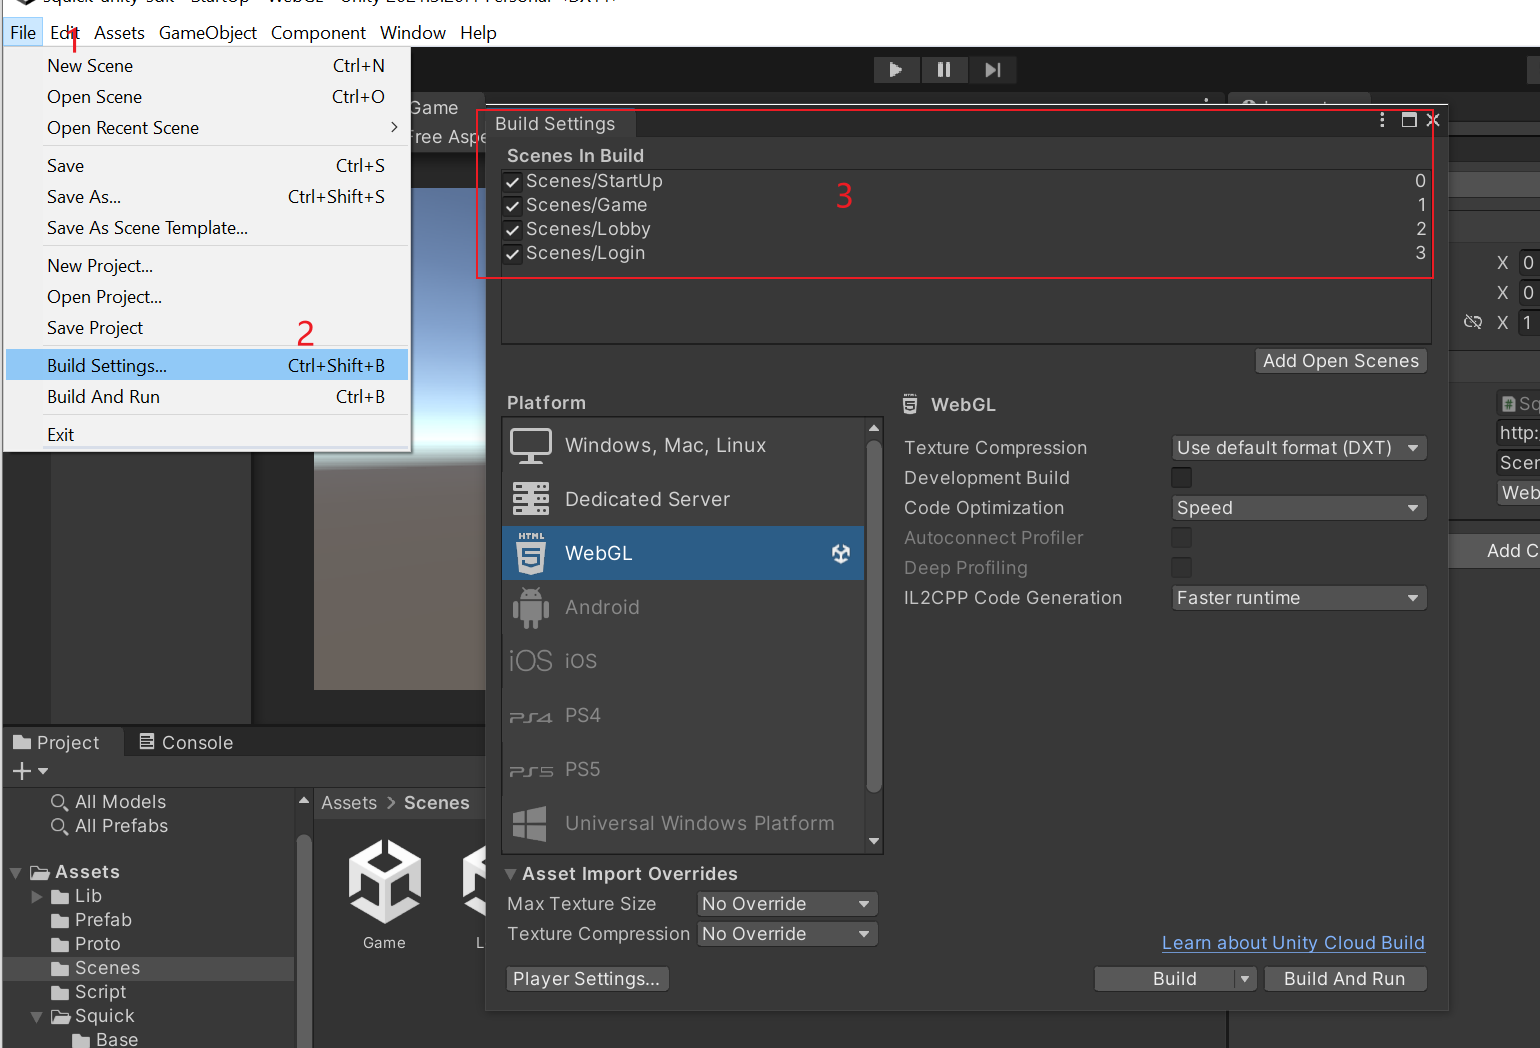 File Edit Assets GameObject Component Window Help
1
New Scene Ctrl+N
Open Scene Ctrl+O
Open Recent Scene
Save Ctrl+S
Save As... Ctrl+Shift+S
Save As Scene Template...
New Project...
Open Project...
Save Project
2
Build Settings... Ctrl+Shift+B
Build And Run Ctrl+B
Exit
Game
Free Aspe
Build Settings
Scenes In Build
3
Scenes/StartUp 0
Scenes/Game 1
Scenes/Lobby 2
Scenes/Login 3
Add Open Scenes
Platform
Windows, Mac, Linux
Dedicated Server
HTML 5 WebGL
Android
iOS iOS
PS4 PS4
PS5 PS5
Universal Windows Platform
WebGL
Texture Compression Use default format (DXT)
Development Build
Code Optimization Speed
Autoconnect Profiler
Deep Profiling
IL2CPP Code Generation Faster runtime
Asset Import Overrides
Max Texture Size No Override
Texture Compression No Override
Learn about Unity Cloud Build
Player Settings... Build Build And Run
X 0
X 0
X 1
# Sq
http:
Scen
Web
Add C
Project Console
All Models
All Prefabs
Assets
Lib
Prefab
Proto
Scenes
Script
Squick
Base
Assets > Scenes
Game
L